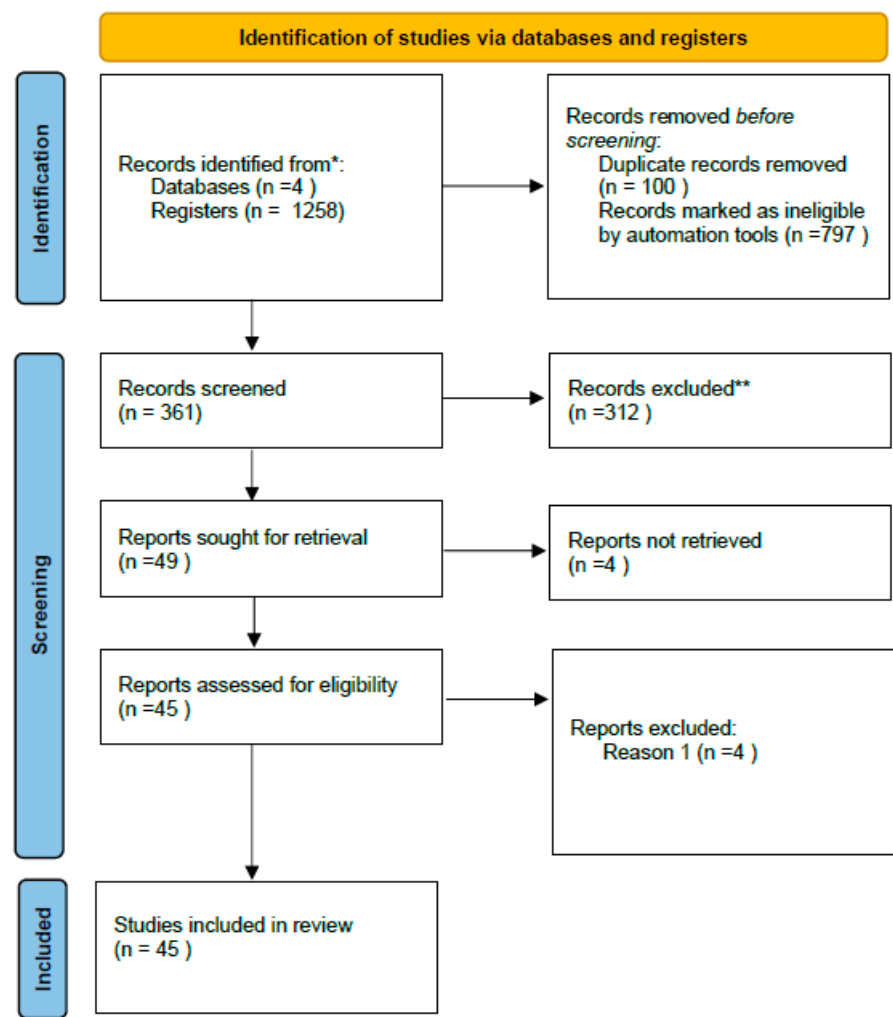 Identification of studies via databases and registers
Identification
Records identified from*:
Databases (n =4 )
Registers (n = 1258)
Records removed before
screening:
Duplicate records removed
(n = 100 )
Records marked as ineligible
by automation tools (n =797 )
Screening
Records screened
(n = 361)
Records excluded**
(n =312 )
Reports sought for retrieval
(n =49 )
Reports not retrieved
(n =4 )
Reports assessed for eligibility
(n =45 )
Reports excluded:
Reason 1 (n =4 )
Included
Studies included in review
(n = 45 )